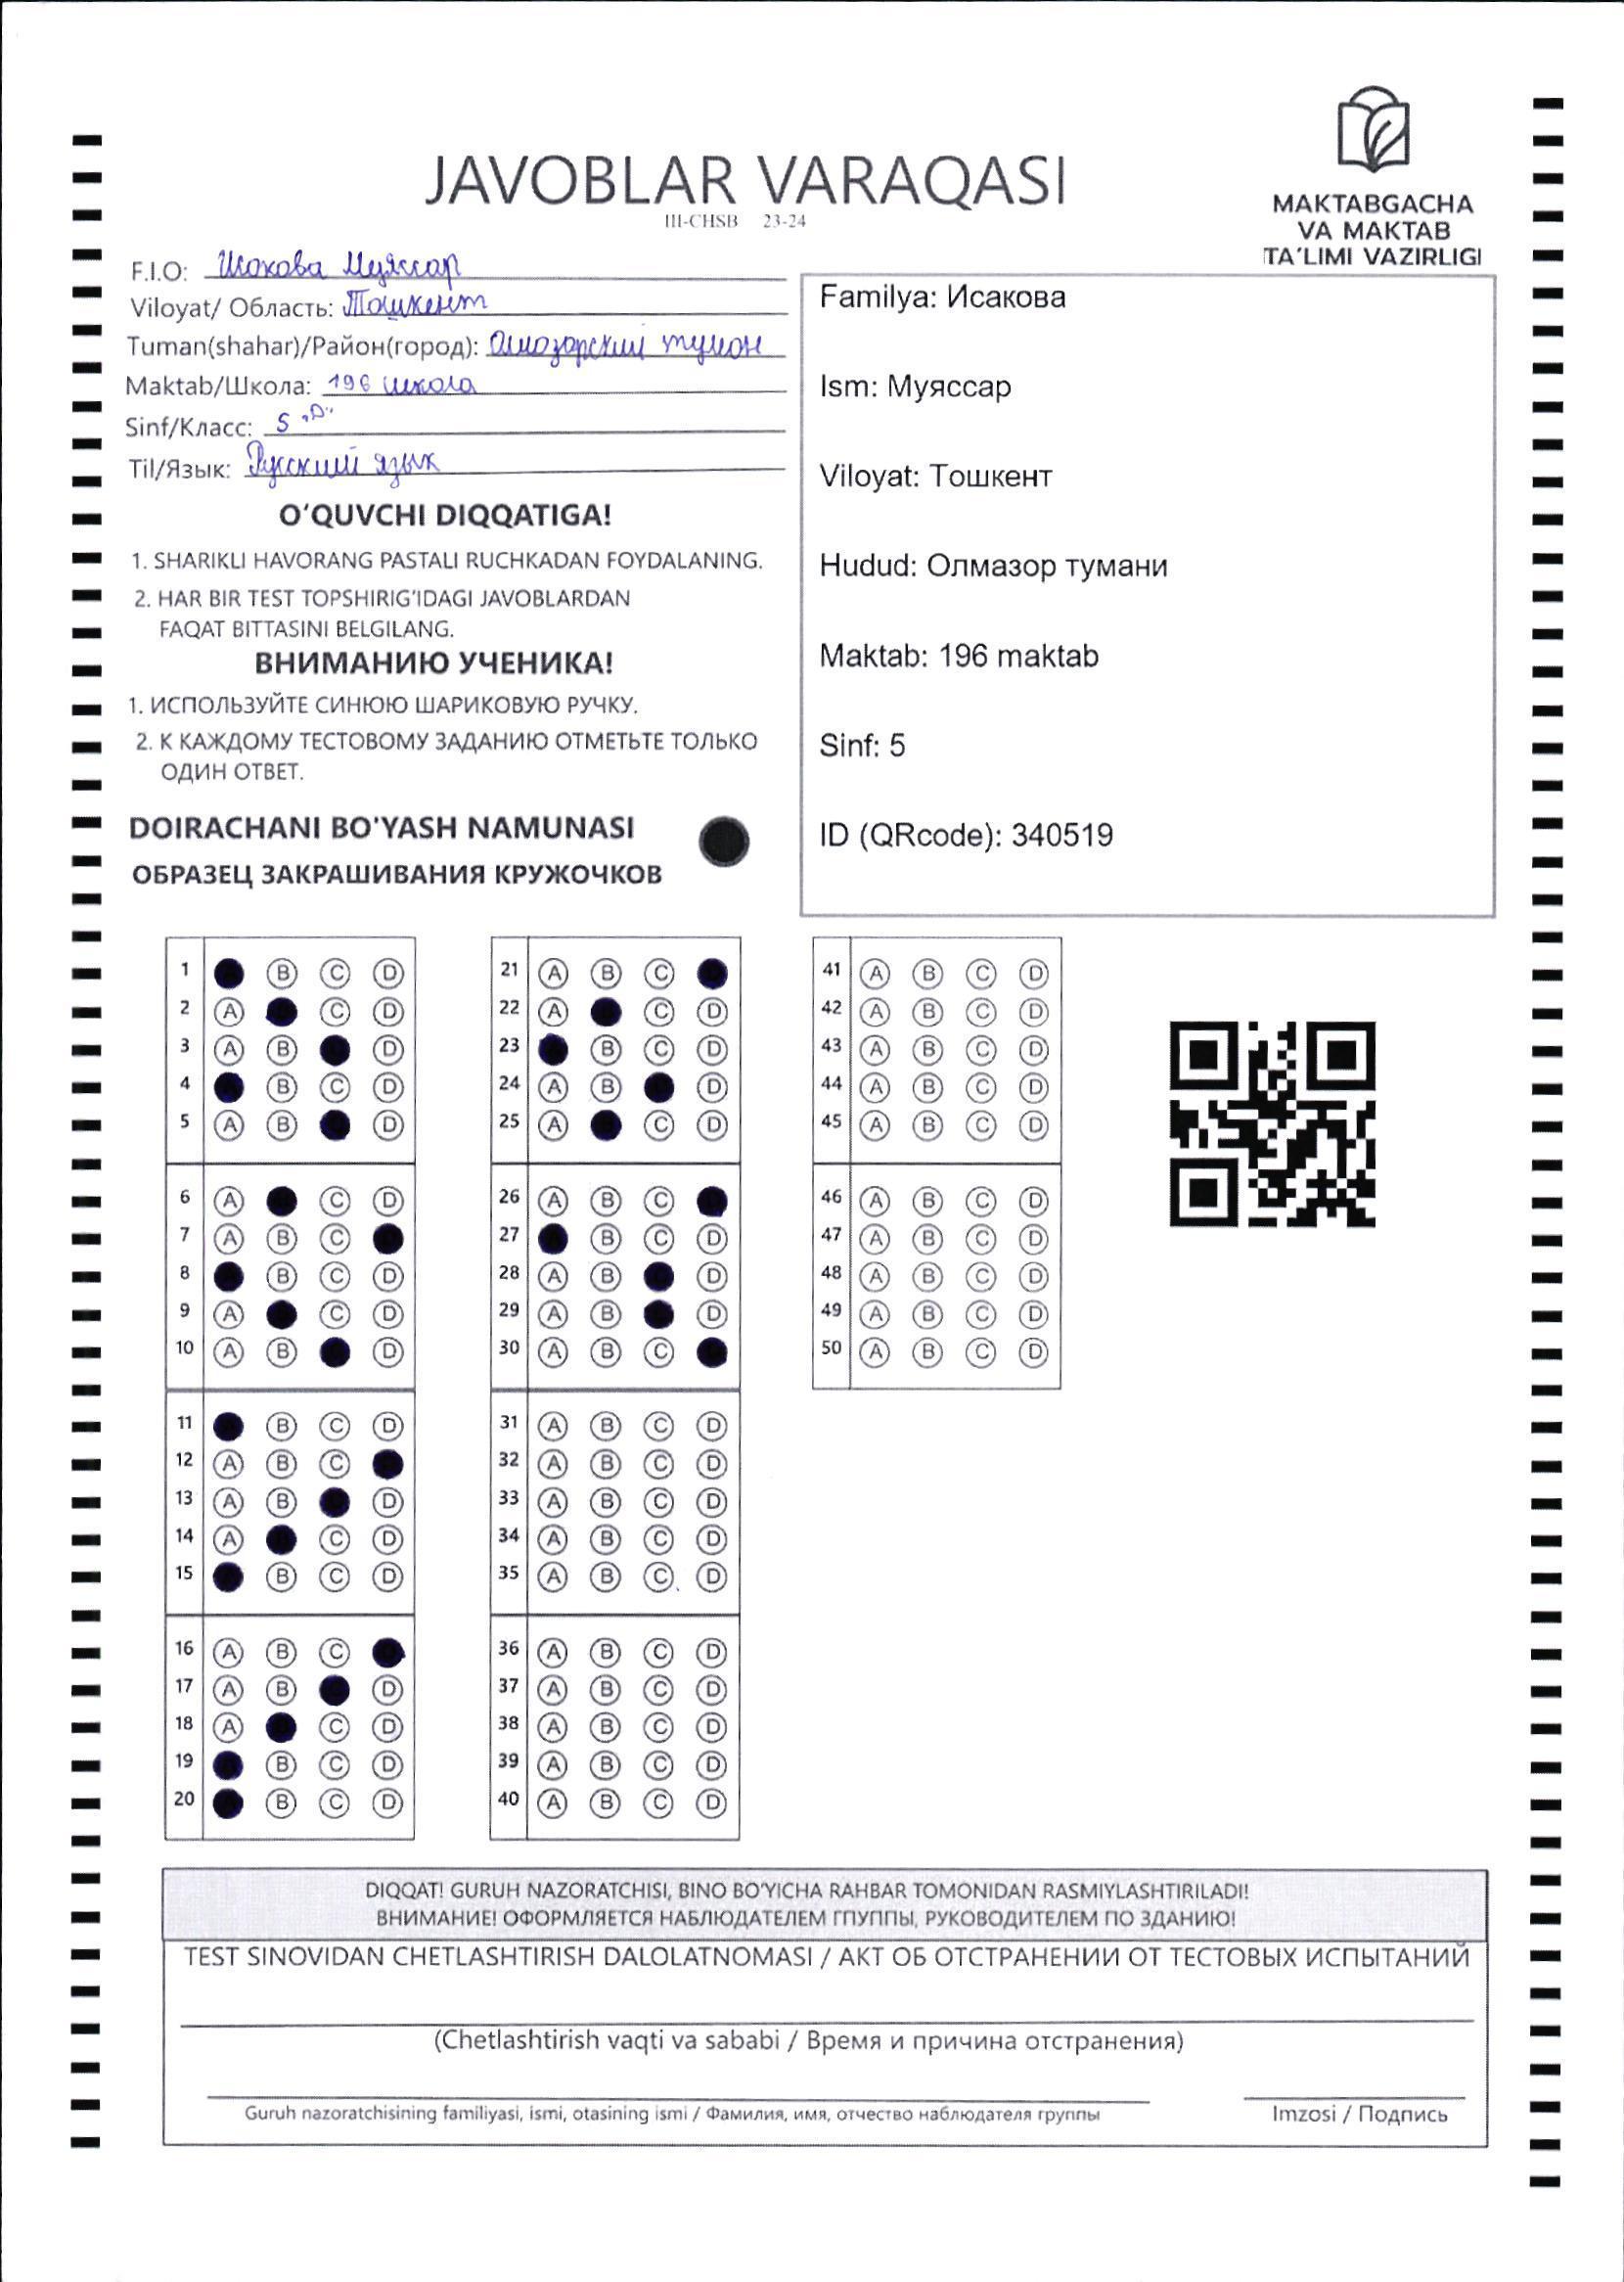 JAVOBLAR VARAQASI
III-CHSB 23-24
MAKTABGACHA
VA MAKTAB
TA'LIMI VAZIRLIGI
F.I.O: Исакова Муяссар
Viloyat/ Область: Тошкент
Tuman(shahar)/Район(город): Олмазорский тумон
Maktab/Школа: 196 школа
Sinf/Класс: 5 „D"
Til/Язык: Русский язык
O'QUVCHI DIQQATIGA!
1. SHARIKLI HAVORANG PASTALI RUCHKADAN FOYDALANING.
2. HAR BIR TEST TOPSHIRIG'IDAGI JAVOBLARDAN
FAQAT BITTASINI BELGILANG.
ВНИМАНИЮ УЧЕНИКА!
1. ИСПОЛЬЗУЙТЕ СИНЮЮ ШАРИКОВУЮ РУЧКУ.
2. К КАЖДОМУ ТЕСТОВОМУ ЗАДАНИЮ ОТМЕТЬТЕ ТОЛЬКО
ОДИН ОТВЕТ.
DOIRACHANI BO'YASH NAMUNASI
ОБРАЗЕЦ ЗАКРАШИВАНИЯ КРУЖОЧКОВ
Familya: Исакова
Ism: Муяссар
Viloyat: Тошкент
Hudud: Олмазор тумани
Maktab: 196 maktab
Sinf: 5
ID (QRcode): 340519
1 B C D
2 A C D
3 A B D
4 B C D
5 A B D
6 A C D
7 A B C
8 B C D
9 A C D
10 A B D
11 B C D
12 A B C
13 A B D
14 A C D
15 B C D
16 A B C
17 A B D
18 A C D
19 B C D
20 B C D
21 A B C
22 A C D
23 B C D
24 A B D
25 A C D
26 A B C
27 B C D
28 A B D
29 A B D
30 A B C
31 A B C D
32 A B C D
33 A B C D
34 A B C D
35 A B C D
36 A B C D
37 A B C D
38 A B C D
39 A B C D
40 A B C D
41 A B C D
42 A B C D
43 A B C D
44 A B C D
45 A B C D
46 A B C D
47 A B C D
48 A B C D
49 A B C D
50 A B C D
DIQQAT! GURUH NAZORATCHISI, BINO BO'YICHA RAHBAR TOMONIDAN RASMIYLASHTIRILADI!
ВНИМАНИЕ! ОФОРМЛЯЕТСЯ НАБЛЮДАТЕЛЕМ ГПУППЫ, РУКОВОДИТЕЛЕМ ПО ЗДАНИЮ!
TEST SINOVIDAN CHETLASHTIRISH DALOLATNOMASI / АКТ ОБ ОТСТРАНЕНИИ ОТ ТЕСТОВЫХ ИСПЫТАНИЙ
(Chetlashtirish vaqti va sababi / Время и причина отстранения)
Guruh nazoratchisining familiyasi, ismi, otasining ismi / Фамилия, имя, отчество наблюдателя группы
Imzosi / Подпись